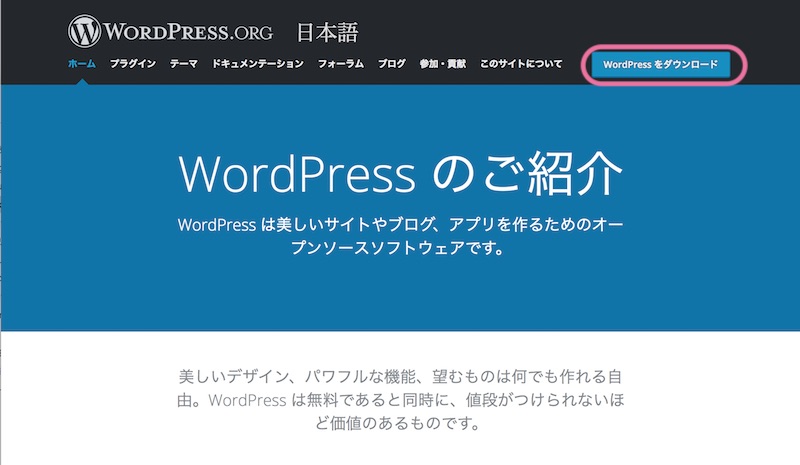 WORDPRESS.ORG 日本語
ホーム プラグイン テーマ ドキュメンテーション フォーラム ブログ 参加・貢献 このサイトについて WordPress をダウンロード
WordPress のご紹介
WordPress は美しいサイトやブログ、アプリを作るためのオー
プンソースソフトウェアです。
美しいデザイン、パワフルな機能、望むものは何でも作れる自
由。WordPress は無料であると同時に、値段がつけられないほ
ど価値のあるものです。